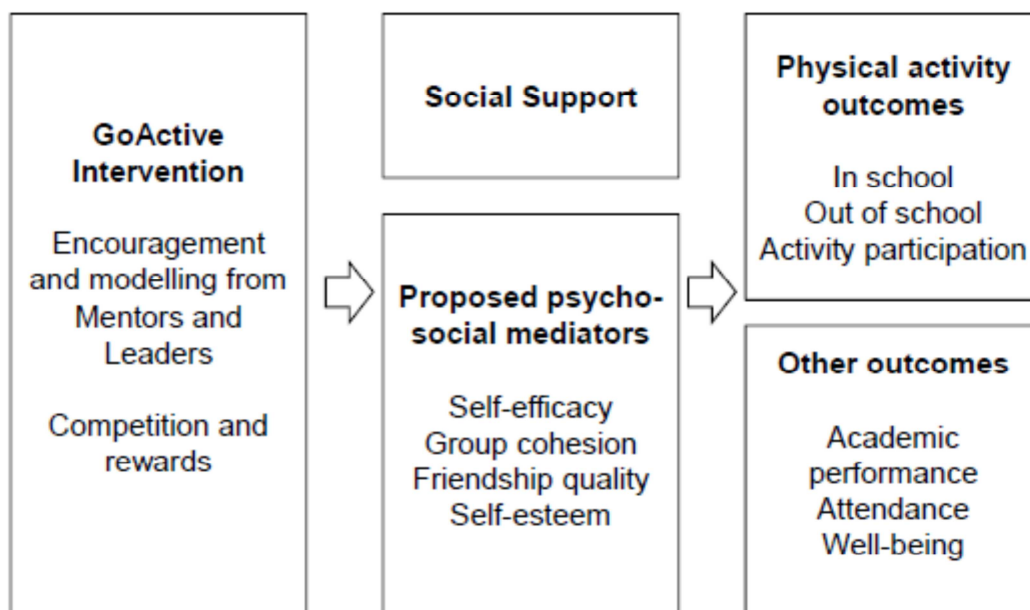 GoActive
Intervention
Encouragement
and modelling from
Mentors and
Leaders
Competition and
rewards
Social Support
Proposed psycho-
social mediators
Self-efficacy
Group cohesion
Friendship quality
Self-esteem
Physical activity
outcomes
In school
Out of school
Activity participation
Other outcomes
Academic
performance
Attendance
Well-being